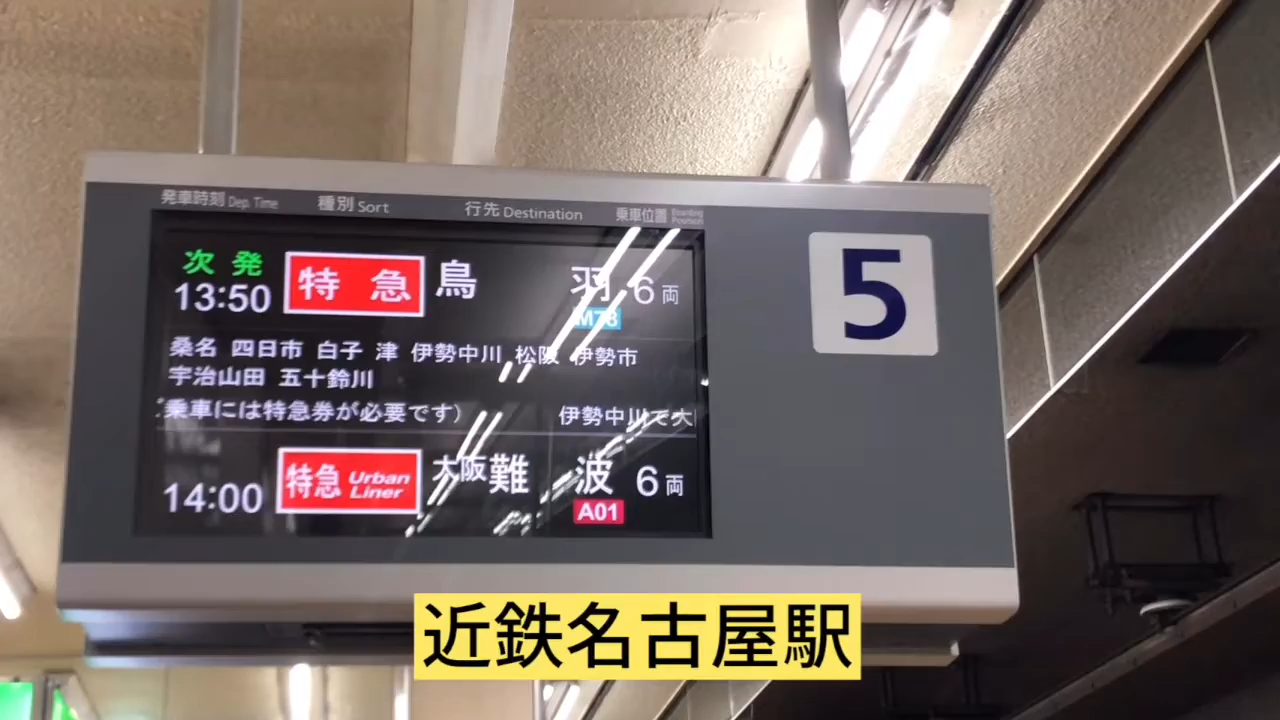 発車時刻 Dep. Time 種別 Sort 行先 Destination 乗車位置 Boarding Position
次発
13:50 特急 鳥羽 6両
M78
桑名 四日市 白子 津 伊勢中川 松阪 伊勢市
宇治山田 五十鈴川
乗車には特急券が必要です） 伊勢中川で大
14:00 特急 Urban Liner 大阪難波 6両
A01
5
近鉄名古屋駅